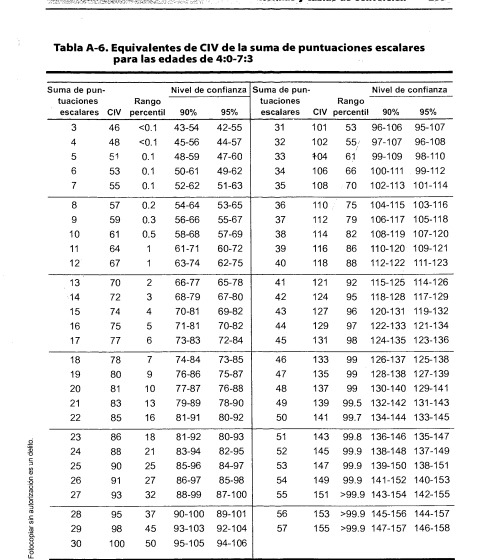 Tabla A-6. Equivalentes de CIV de la suma de puntuaciones escalares
para las edades de 4:0-7:3
Suma de pun- Nivel de confianza Suma de pun- Nivel de confianza
tuaciones Rango tuaciones Rango
escalares CIV percentil 90% 95% escalares CIV percentil 90% 95%
3 46 <0.1 43-54 42-55 31 101 53 96-106 95-107
4 48 <0.1 45-56 44-57 32 102 55 97-107 96-108
5 51 0.1 48-59 47-60 33 104 61 99-109 98-110
6 53 0.1 50-61 49-62 34 106 66 100-111 99-112
7 55 0.1 52-62 51-63 35 108 70 102-113 101-114
8 57 0.2 54-64 53-65 36 110 75 104-115 103-116
9 59 0.3 56-66 55-67 37 112 79 106-117 105-118
10 61 0.5 58-68 57-69 38 114 82 108-119 107-120
11 64 1 61-71 60-72 39 116 86 110-120 109-121
12 67 1 63-74 62-75 40 118 88 112-122 111-123
13 70 2 66-77 65-78 41 121 92 115-125 114-126
14 72 3 68-79 67-80 42 124 95 118-128 117-129
15 74 4 70-81 69-82 43 127 96 120-131 119-132
16 75 5 71-81 70-82 44 129 97 122-133 121-134
17 77 6 73-83 72-84 45 131 98 124-135 123-136
18 78 7 74-84 73-85 46 133 99 126-137 125-138
19 80 9 76-86 75-87 47 135 99 128-138 127-139
20 81 10 77-87 76-88 48 137 99 130-140 129-141
21 83 13 79-89 78-90 49 139 99.5 132-142 131-143
22 85 16 81-91 80-92 50 141 99.7 134-144 133-145
23 86 18 81-92 80-93 51 143 99.8 136-146 135-147
24 88 21 83-94 82-95 52 145 99.9 138-148 137-149
25 90 25 85-96 84-97 53 147 99.9 139-150 138-151
26 91 27 86-97 85-98 54 149 99.9 141-152 140-153
27 93 32 88-99 87-100 55 151 >99.9 143-154 142-155
28 95 37 90-100 89-101 56 153 >99.9 145-156 144-157
29 98 45 93-103 92-104 57 155 >99.9 147-157 146-158
30 100 50 95-105 94-106
Fotocopiar sin autorización es un delito.